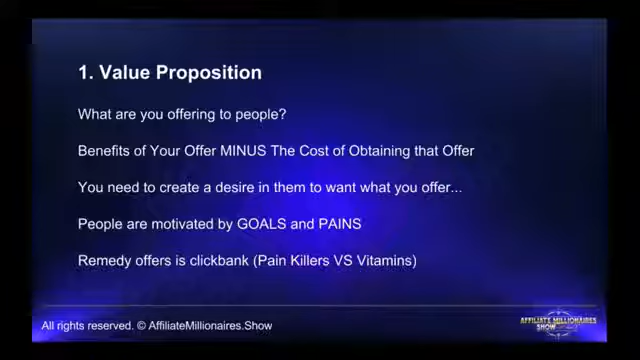 1. Value Proposition
What are you offering to people?
Benefits of Your Offer MINUS The Cost of Obtaining that Offer
You need to create a desire in them to want what you offer...
People are motivated by GOALS and PAINS
Remedy offers is clickbank (Pain Killers VS Vitamins)
All rights reserved. © AffiliateMillionaires.Show
AFFILIATE MILLIONAIRES
SHOW